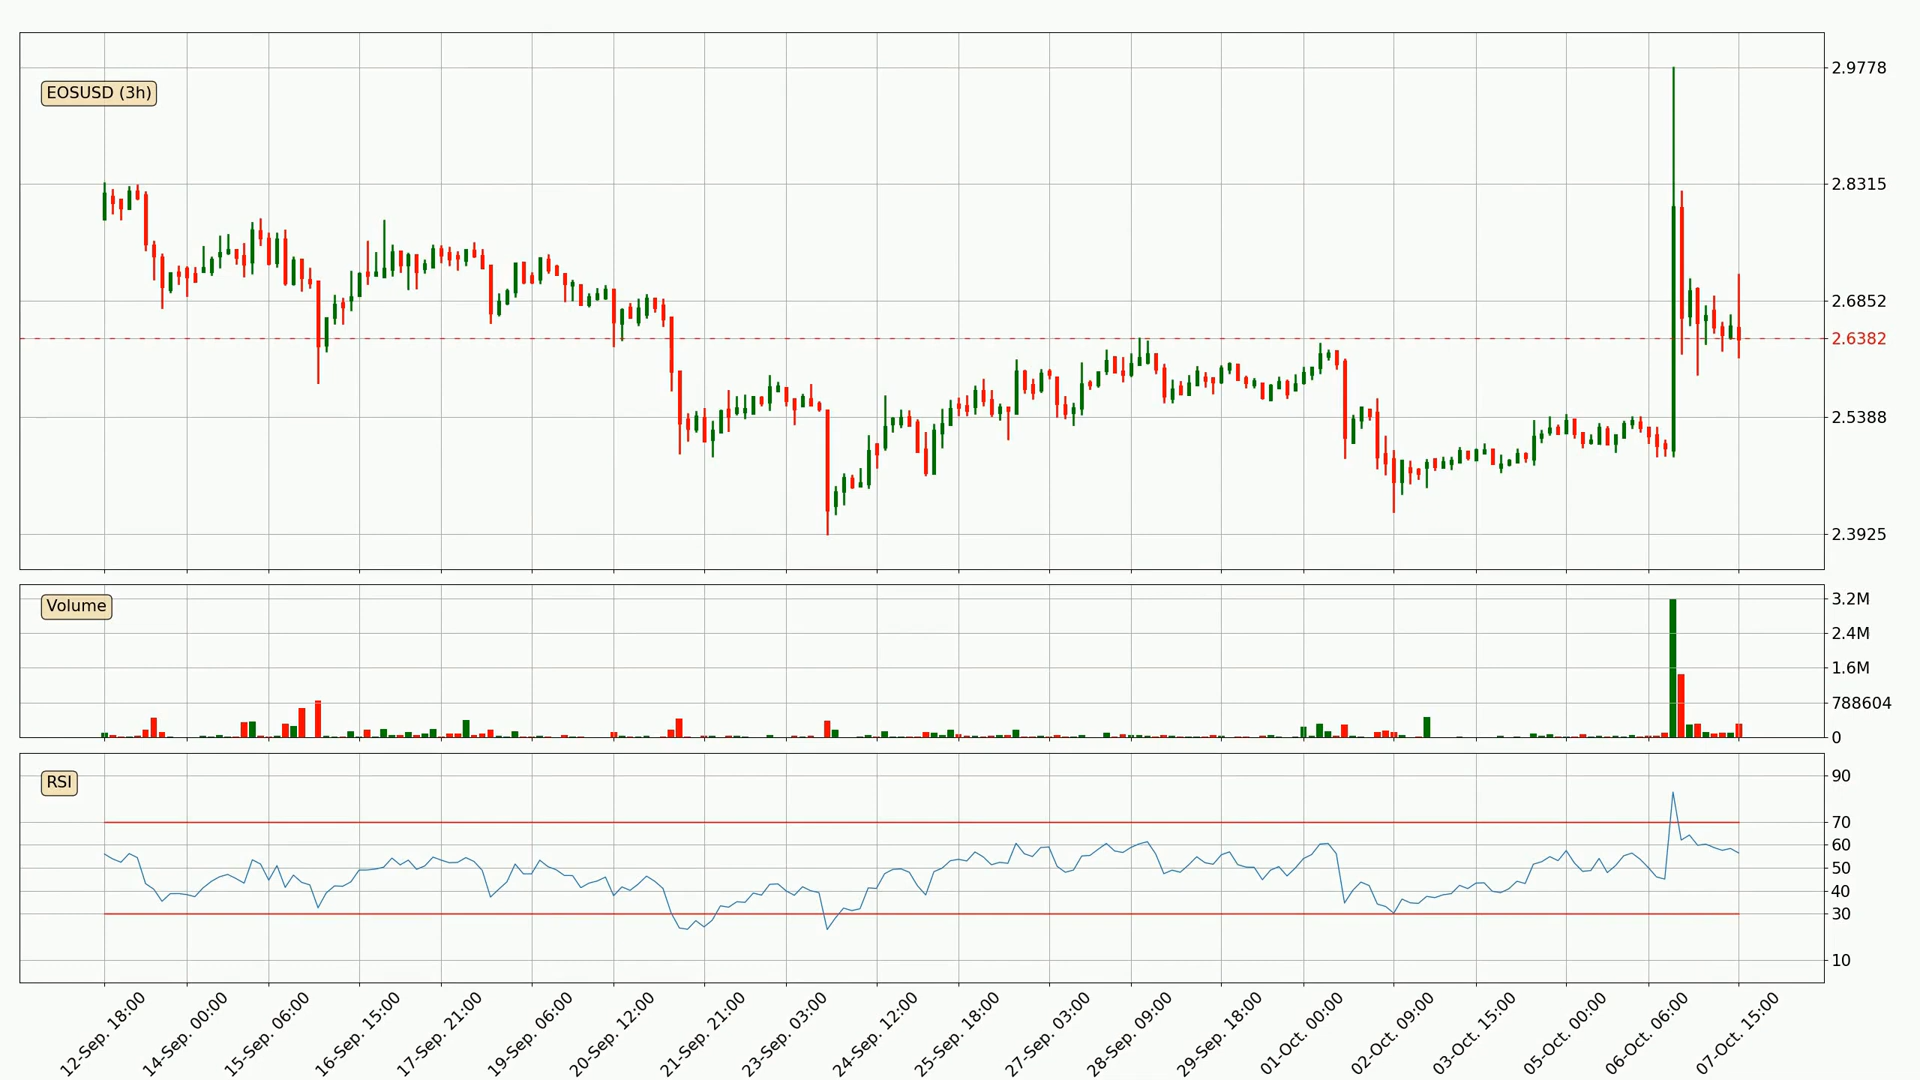 EOSUSD (3h)
2.9778
2.8315
2.6852
2.6382
2.5388
2.3925
Volume
3.2M
2.4M
1.6M
788604
0
RSI
90
70
60
50
40
30
10
12-Sep. 18:00
14-Sep. 00:00
15-Sep. 06:00
16-Sep. 15:00
17-Sep. 21:00
19-Sep. 06:00
20-Sep. 12:00
21-Sep. 21:00
23-Sep. 03:00
24-Sep. 12:00
25-Sep. 18:00
27-Sep. 03:00
28-Sep. 09:00
29-Sep. 18:00
01-Oct. 00:00
02-Oct. 09:00
03-Oct. 15:00
05-Oct. 00:00
06-Oct. 06:00
07-Oct. 15:00